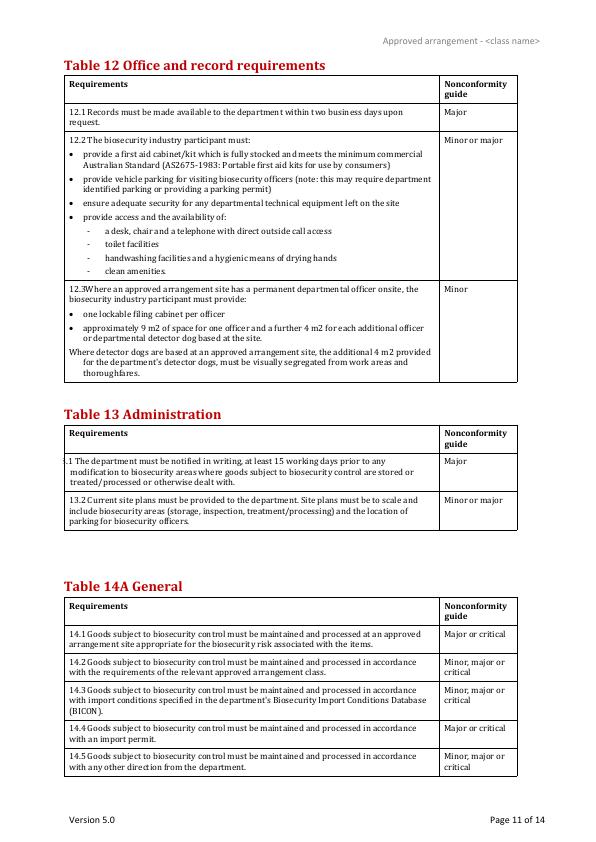 Approved arrangement - <class name>
Table 12 Office and record requirements
Requirements
Nonconformity
guide
12.1 Records must be made available to the department within two business days upon
request.
Major
12.2 The biosecurity industry participant must:
Minor or major
• provide a first aid cabinet/kit which is fully stocked and meets the minimum commercial
Australian Standard (AS2675-1983: Portable first aid kits for use by consumers)
• provide vehicle parking for visiting biosecurity officers (note: this may require department
identified parking or providing a parking permit)
• ensure adequate security for any departmental technical equipment left on the site
• provide access and the availability of:
- a desk, chair and a telephone with direct outside call access
- toilet facilities
- handwashing facilities and a hygienic means of drying hands
- clean amenities.
12.3Where an approved arrangement site has a permanent departmental officer onsite, the
biosecurity industry participant must provide:
Minor
• one lockable filing cabinet per officer
• approximately 9 m2 of space for one officer and a further 4 m2 for each additional officer
or departmental detector dog based at the site.
Where detector dogs are based at an approved arrangement site, the additional 4 m2 provided
for the department's detector dogs, must be visually segregated from work areas and
thoroughfares.
Table 13 Administration
Requirements
Nonconformity
guide
.1 The department must be notified in writing, at least 15 working days prior to any
modification to biosecurity areas where goods subject to biosecurity control are stored or
treated/processed or otherwise dealt with.
Major
13.2 Current site plans must be provided to the department. Site plans must be to scale and
include biosecurity areas (storage, inspection, treatment/processing) and the location of
parking for biosecurity officers.
Minor or major
Table 14A General
Requirements
Nonconformity
guide
14.1 Goods subject to biosecurity control must be maintained and processed at an approved
arrangement site appropriate for the biosecurity risk associated with the items.
Major or critical
14.2 Goods subject to biosecurity control must be maintained and processed in accordance
with the requirements of the relevant approved arrangement class.
Minor, major or
critical
14.3 Goods subject to biosecurity control must be maintained and processed in accordance
with import conditions specified in the department's Biosecurity Import Conditions Database
(BICON).
Minor, major or
critical
14.4 Goods subject to biosecurity control must be maintained and processed in accordance
with an import permit.
Major or critical
14.5 Goods subject to biosecurity control must be maintained and processed in accordance
with any other direction from the department.
Minor, major or
critical
Version 5.0
Page 11 of 14